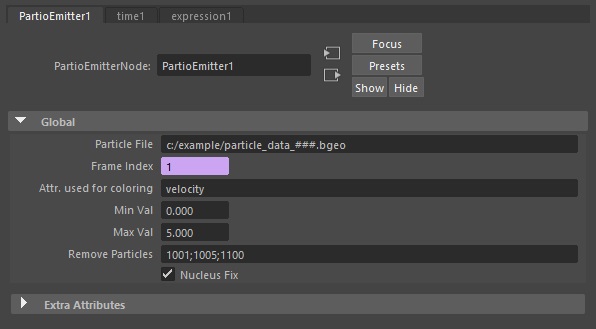 PartioEmitter1 time1 expression1
Focus
PartioEmitterNode: PartioEmitter1 Presets
Show Hide
Global
Particle File c:/example/particle_data_###.bgeo
Frame Index 1
Attr. used for coloring velocity
Min Val 0.000
Max Val 5.000
Remove Particles 1001;1005;1100
Nucleus Fix
Extra Attributes